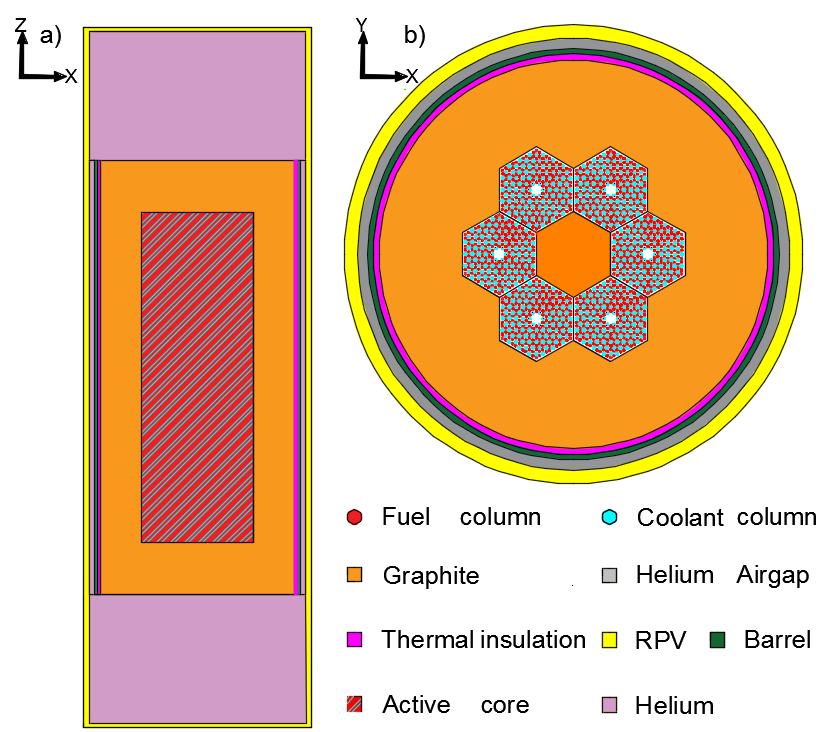 Z a)
X
Y b)
X
Fuel column
Coolant column
Graphite
Helium Airgap
Thermal insulation
RPV
Barrel
Active core
Helium